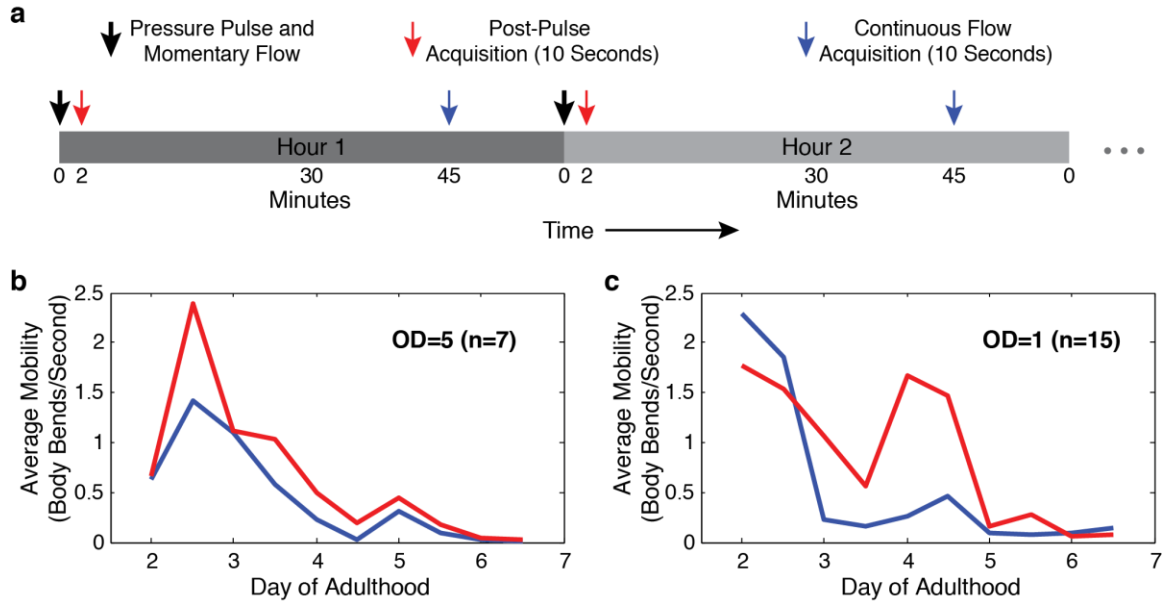 a
Pressure Pulse and
Momentary Flow
Post-Pulse
Acquisition (10 Seconds)
Continuous Flow
Acquisition (10 Seconds)
Hour 1
Hour 2
0 2 30 45 0 2 30 45 0
Minutes
Minutes
Time
b
Average Mobility
(Body Bends/Second)
2.5
2
1.5
1
0.5
0
OD=5 (n=7)
2 3 4 5 6 7
Day of Adulthood
c
Average Mobility
(Body Bends/Second)
2.5
2
1.5
1
0.5
0
OD=1 (n=15)
2 3 4 5 6 7
Day of Adulthood